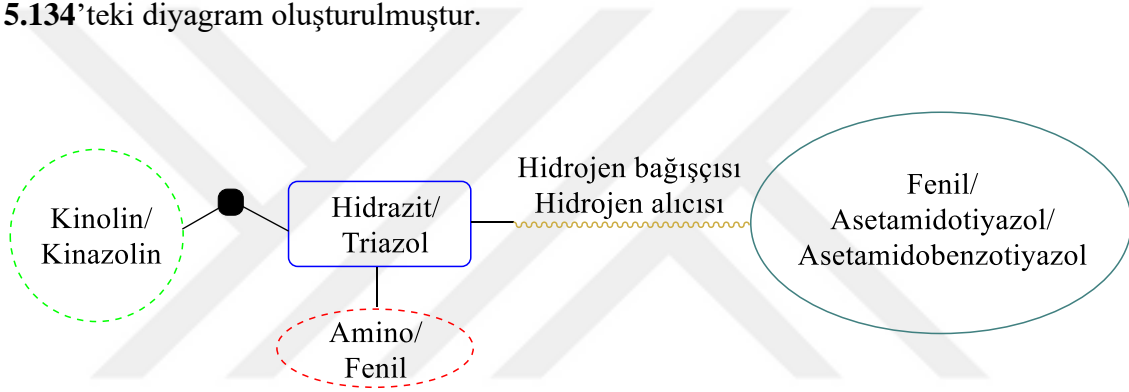 5.134’teki diyagram oluşturulmuştur.
Kinolin/
Kinazolin
Hidrazit/
Triazol
Amino/
Fenil
Hidrojen bağışçısı
Hidrojen alıcısı
Fenil/
Asetamidotiyazol/
Asetamidobenzotiyazol